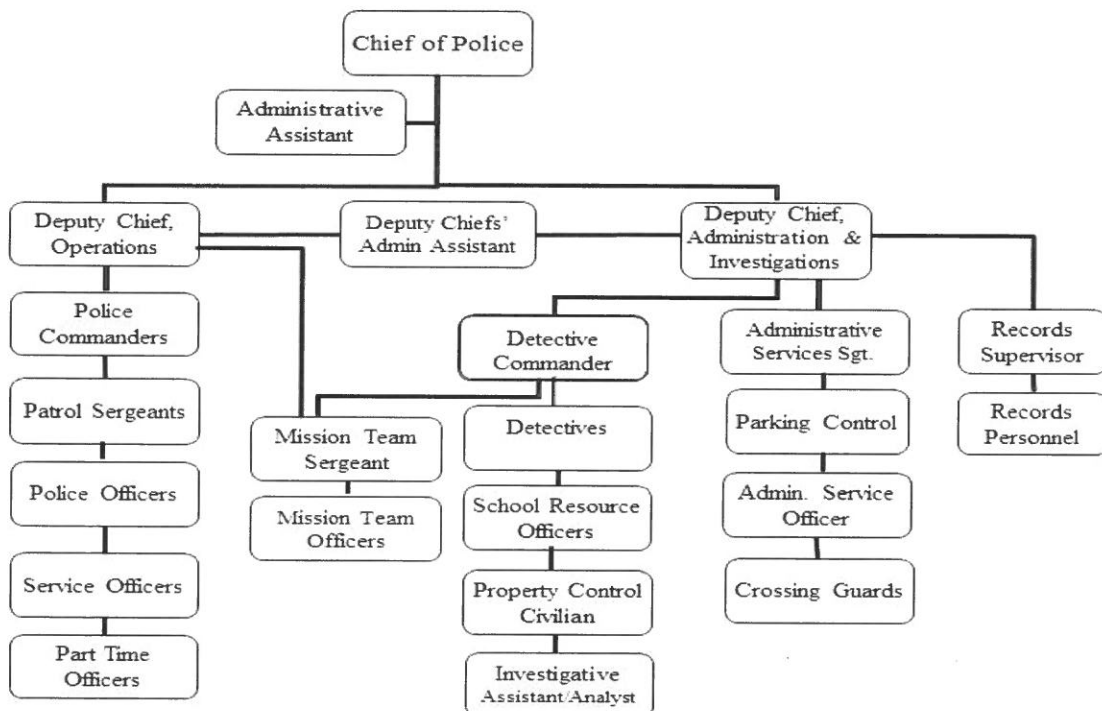 Chief of Police
Administrative
Assistant
Deputy Chief,
Operations
Deputy Chiefs'
Admin Assistant
Deputy Chief,
Administration &
Investigations
Police
Commanders
Patrol Sergeants
Police Officers
Service Officers
Part Time
Officers
Mission Team
Sergeant
Mission Team
Officers
Detective
Commander
Detectives
School Resource
Officers
Property Control
Civilian
Investigative
Assistant/Analyst
Administrative
Services Sgt.
Parking Control
Admin. Service
Officer
Crossing Guards
Records
Supervisor
Records
Personnel